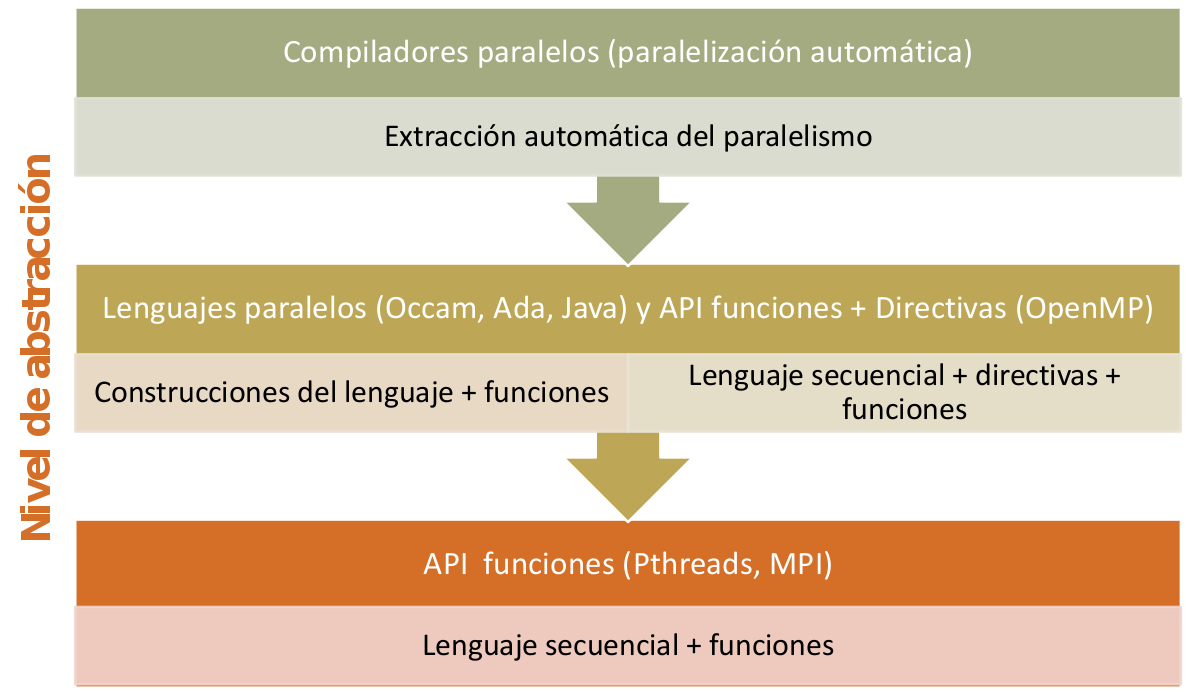 Nivel de abstracción
Compiladores paralelos (paralelización automática)
Extracción automática del paralelismo
Lenguajes paralelos (Occam, Ada, Java) y API funciones + Directivas (OpenMP)
Construcciones del lenguaje + funciones
Lenguaje secuencial + directivas +
funciones
API funciones (Pthreads, MPI)
Lenguaje secuencial + funciones